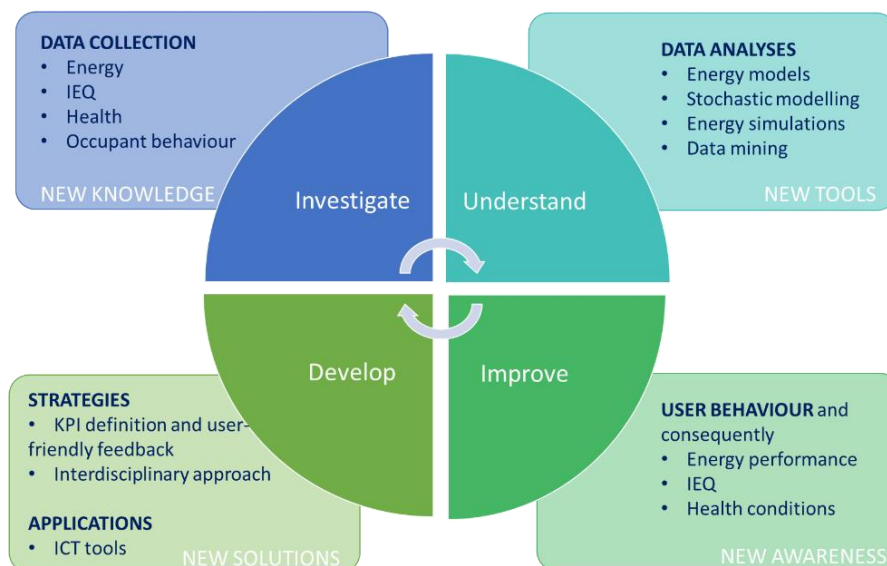 DATA COLLECTION
• Energy
• IEQ
• Health
• Occupant behaviour
NEW KNOWLEDGE
Investigate
DATA ANALYSES
• Energy models
• Stochastic modelling
• Energy simulations
• Data mining
NEW TOOLS
Understand
Develop
STRATEGIES
• KPI definition and user-
friendly feedback
• Interdisciplinary approach
APPLICATIONS
• ICT tools
NEW SOLUTIONS
Improve
USER BEHAVIOUR and
consequently
• Energy performance
• IEQ
• Health conditions
NEW AWARENESS